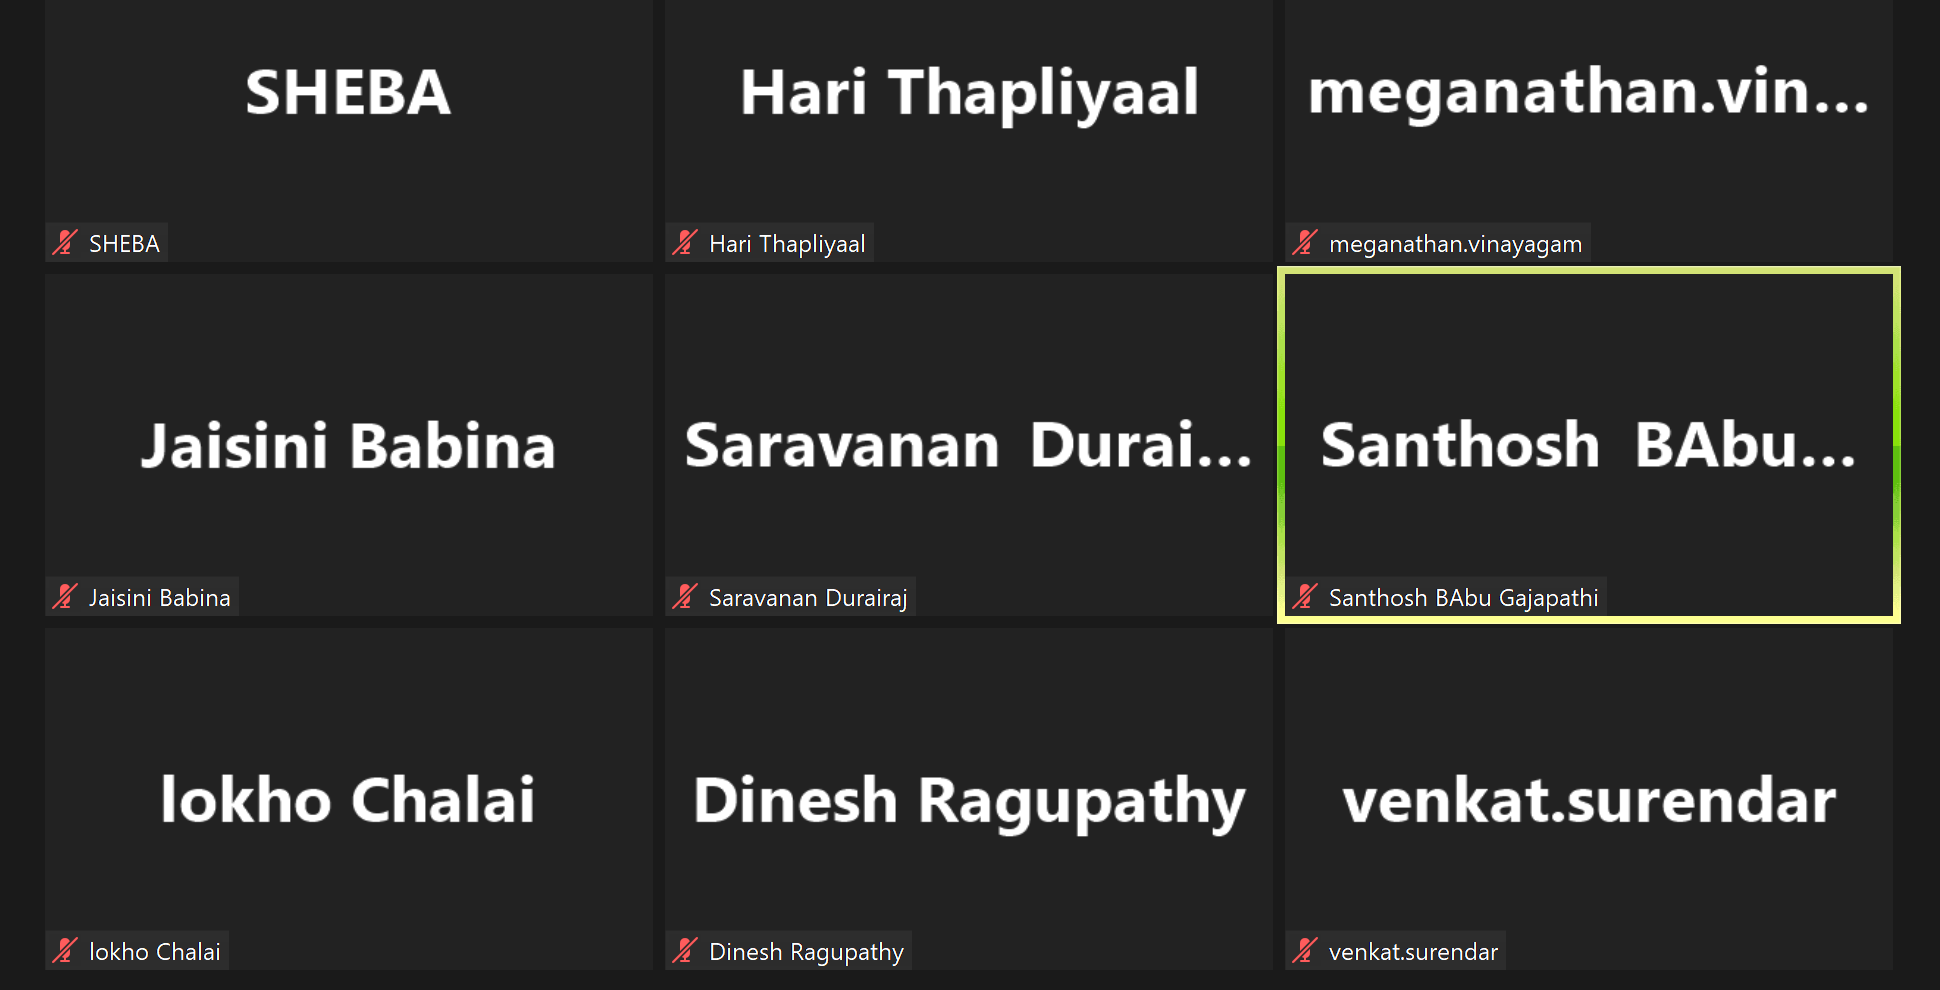 SHEBA
Hari Thapliyaal
meganathan.vin...
SHEBA
Hari Thapliyaal
meganathan.vinayagam
Jaisini Babina
Saravanan Durai...
Santhosh BAbu...
Jaisini Babina
Saravanan Durairaj
Santhosh BAbu Gajapathi
lokho Chalai
Dinesh Ragupathy
venkat.surendar
lokho Chalai
Dinesh Ragupathy
venkat.surendar